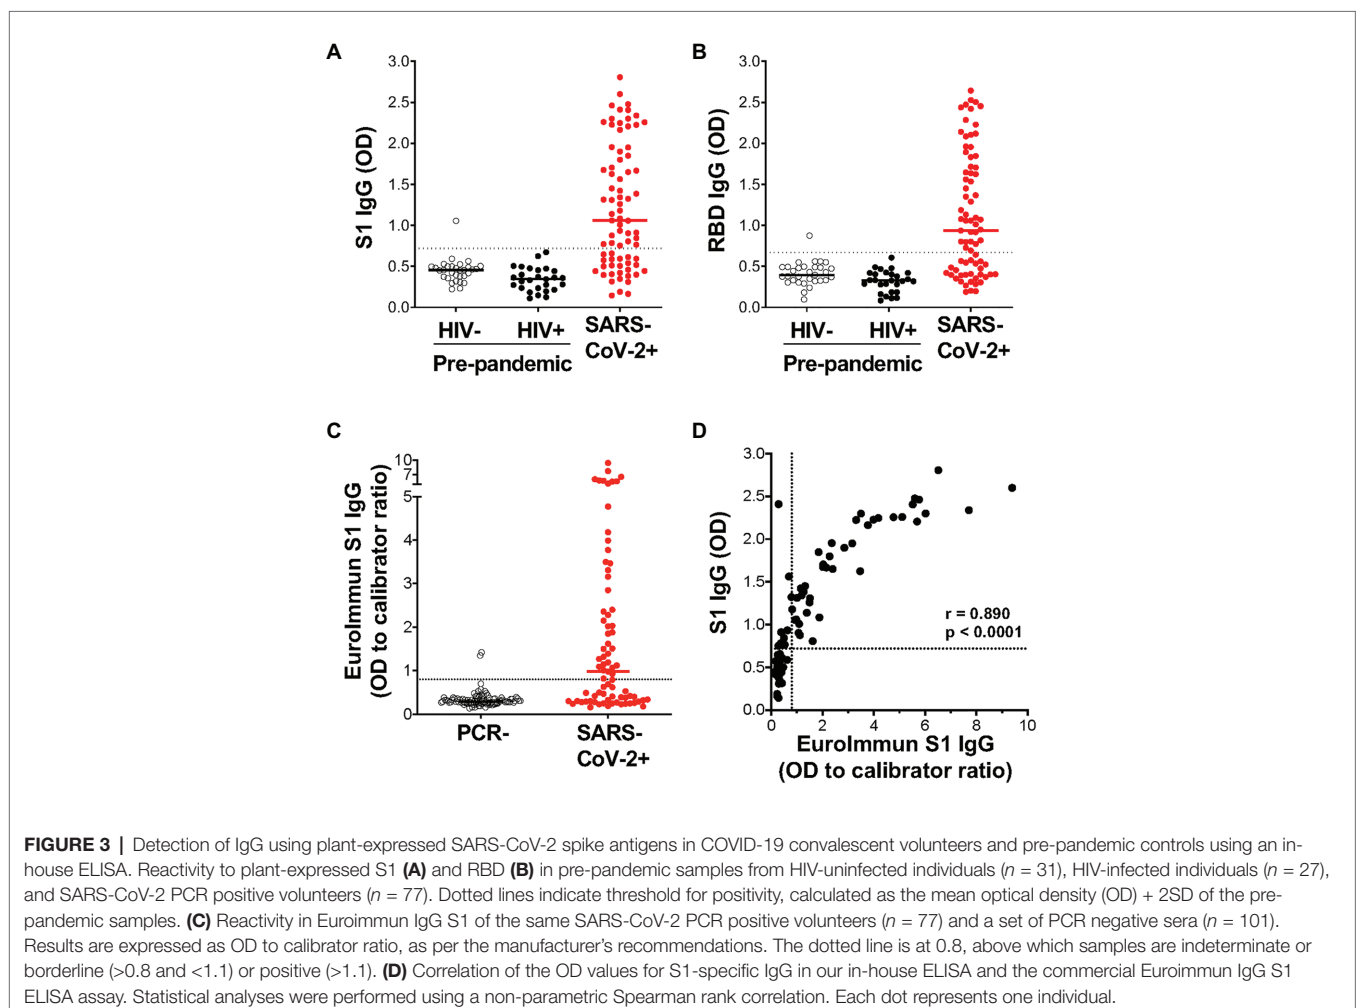 A
S1 IgG (OD)
3.0
2.5
2.0
1.5
1.0
0.5
0.0
HIV- HIV+ SARS-
CoV-2+
Pre-pandemic
B
RBD IgG (OD)
3.0
2.5
2.0
1.5
1.0
0.5
0.0
HIV- HIV+ SARS-
CoV-2+
Pre-pandemic
C
EuroImmun S1 IgG
(OD to calibrator ratio)
10
7
1
5
4
3
2
1
0
PCR- SARS-
CoV-2+
D
S1 IgG (OD)
3.0
2.5
2.0
1.5
1.0
0.5
0.0
r = 0.890
p < 0.0001
0 2 4 6 8 10
EuroImmun S1 IgG
(OD to calibrator ratio)
FIGURE 3 | Detection of IgG using plant-expressed SARS-CoV-2 spike antigens in COVID-19 convalescent volunteers and pre-pandemic controls using an in-
house ELISA. Reactivity to plant-expressed S1 (A) and RBD (B) in pre-pandemic samples from HIV-uninfected individuals (n = 31), HIV-infected individuals (n = 27),
and SARS-CoV-2 PCR positive volunteers (n = 77). Dotted lines indicate threshold for positivity, calculated as the mean optical density (OD) + 2SD of the pre-
pandemic samples. (C) Reactivity in Euroimmun IgG S1 of the same SARS-CoV-2 PCR positive volunteers (n = 77) and a set of PCR negative sera (n = 101).
Results are expressed as OD to calibrator ratio, as per the manufacturer's recommendations. The dotted line is at 0.8, above which samples are indeterminate or
borderline (>0.8 and <1.1) or positive (>1.1). (D) Correlation of the OD values for S1-specific IgG in our in-house ELISA and the commercial Euroimmun IgG S1
ELISA assay. Statistical analyses were performed using a non-parametric Spearman rank correlation. Each dot represents one individual.